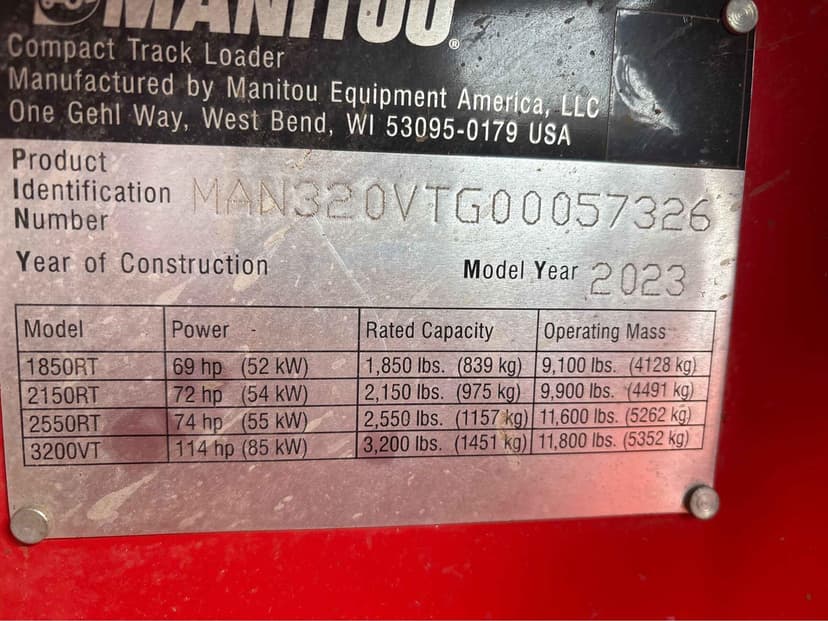 MANITOU®
Compact Track Loader
Manufactured by Manitou Equipment America, LLC
One Gehl Way, West Bend, WI 53095-0179 USA
Product
Identification
Number
MAN320VTG00057326
Year of Construction
Model Year 2023
Model Power Rated Capacity Operating Mass
1850RT 69 hp (52 kW) 1,850 lbs. (839 kg) 9,100 lbs. (4128 kg)
2150RT 72 hp (54 kW) 2,150 lbs. (975 kg) 9,900 lbs. (4491 kg)
2550RT 74 hp (55 kW) 2,550 lbs. (1157 kg) 11,600 lbs. (5262 kg)
3200VT 114 hp (85 kW) 3,200 lbs. (1451 kg) 11,800 lbs. (5352 kg)